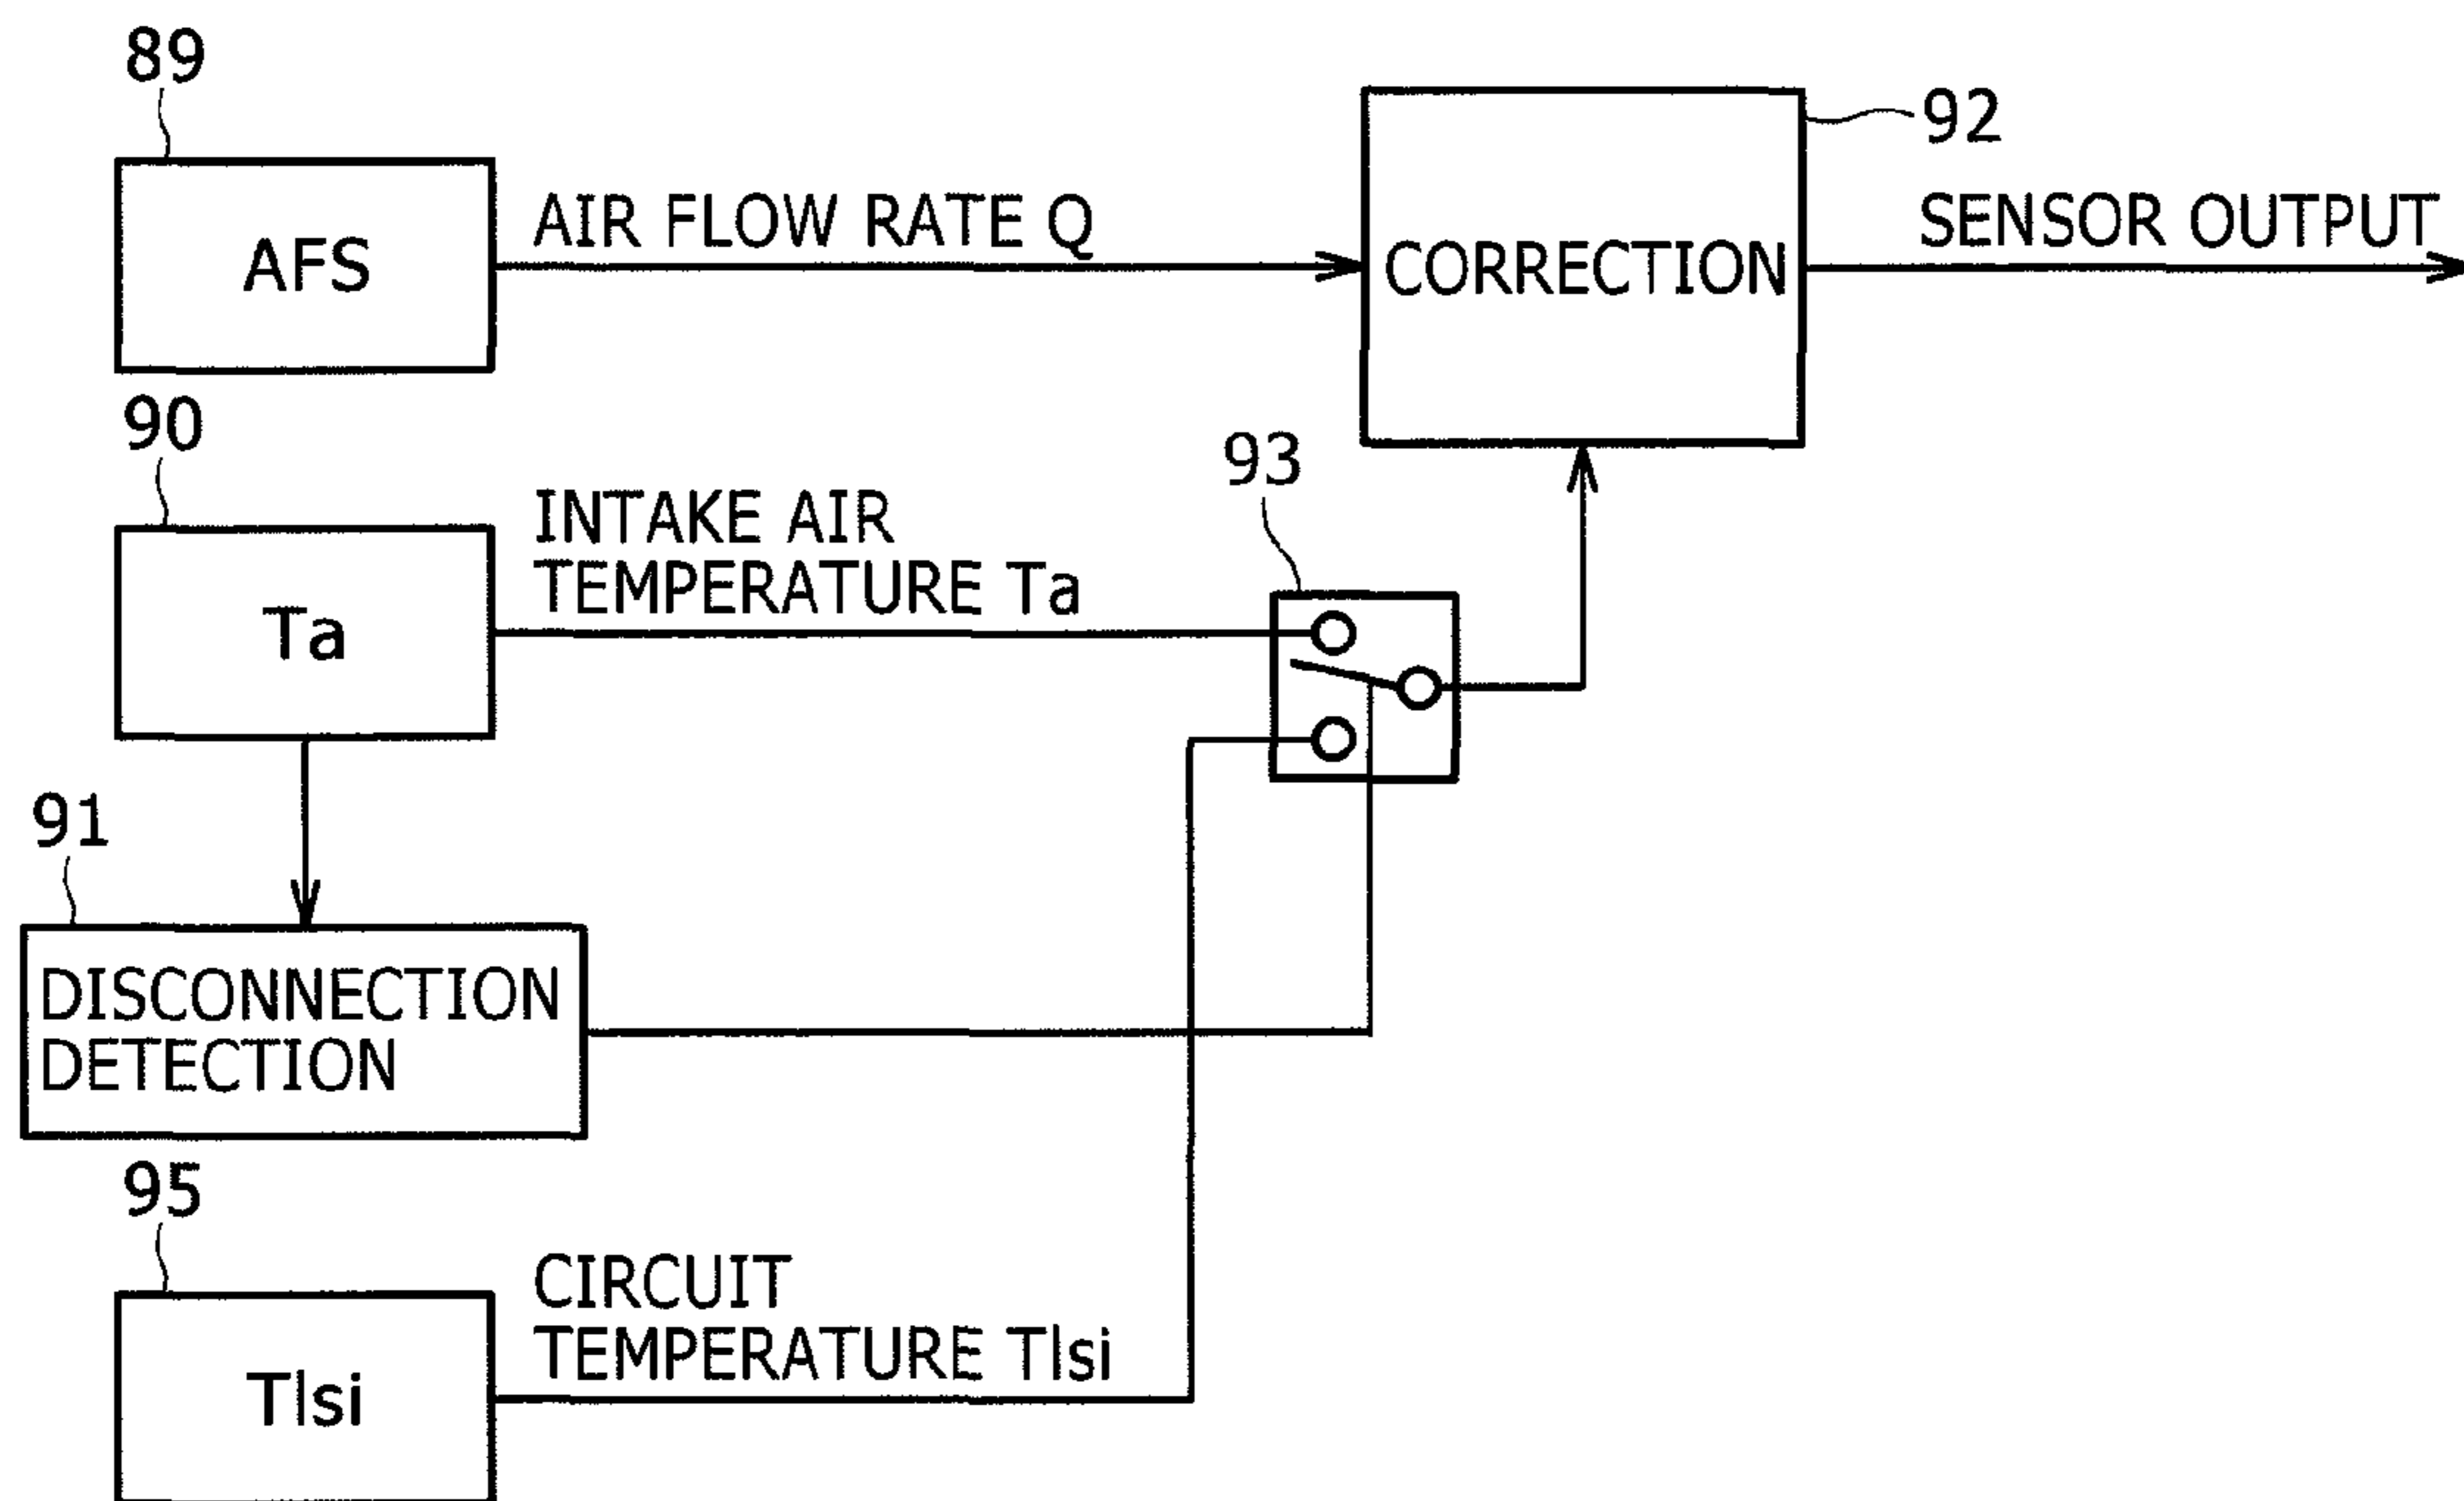 89
AFS
AIR FLOW RATE Q
CORRECTION
92
SENSOR OUTPUT
90
Ta
INTAKE AIR
TEMPERATURE Ta
93
91
DISCONNECTION
DETECTION
95
Tlsi
CIRCUIT
TEMPERATURE Tlsi